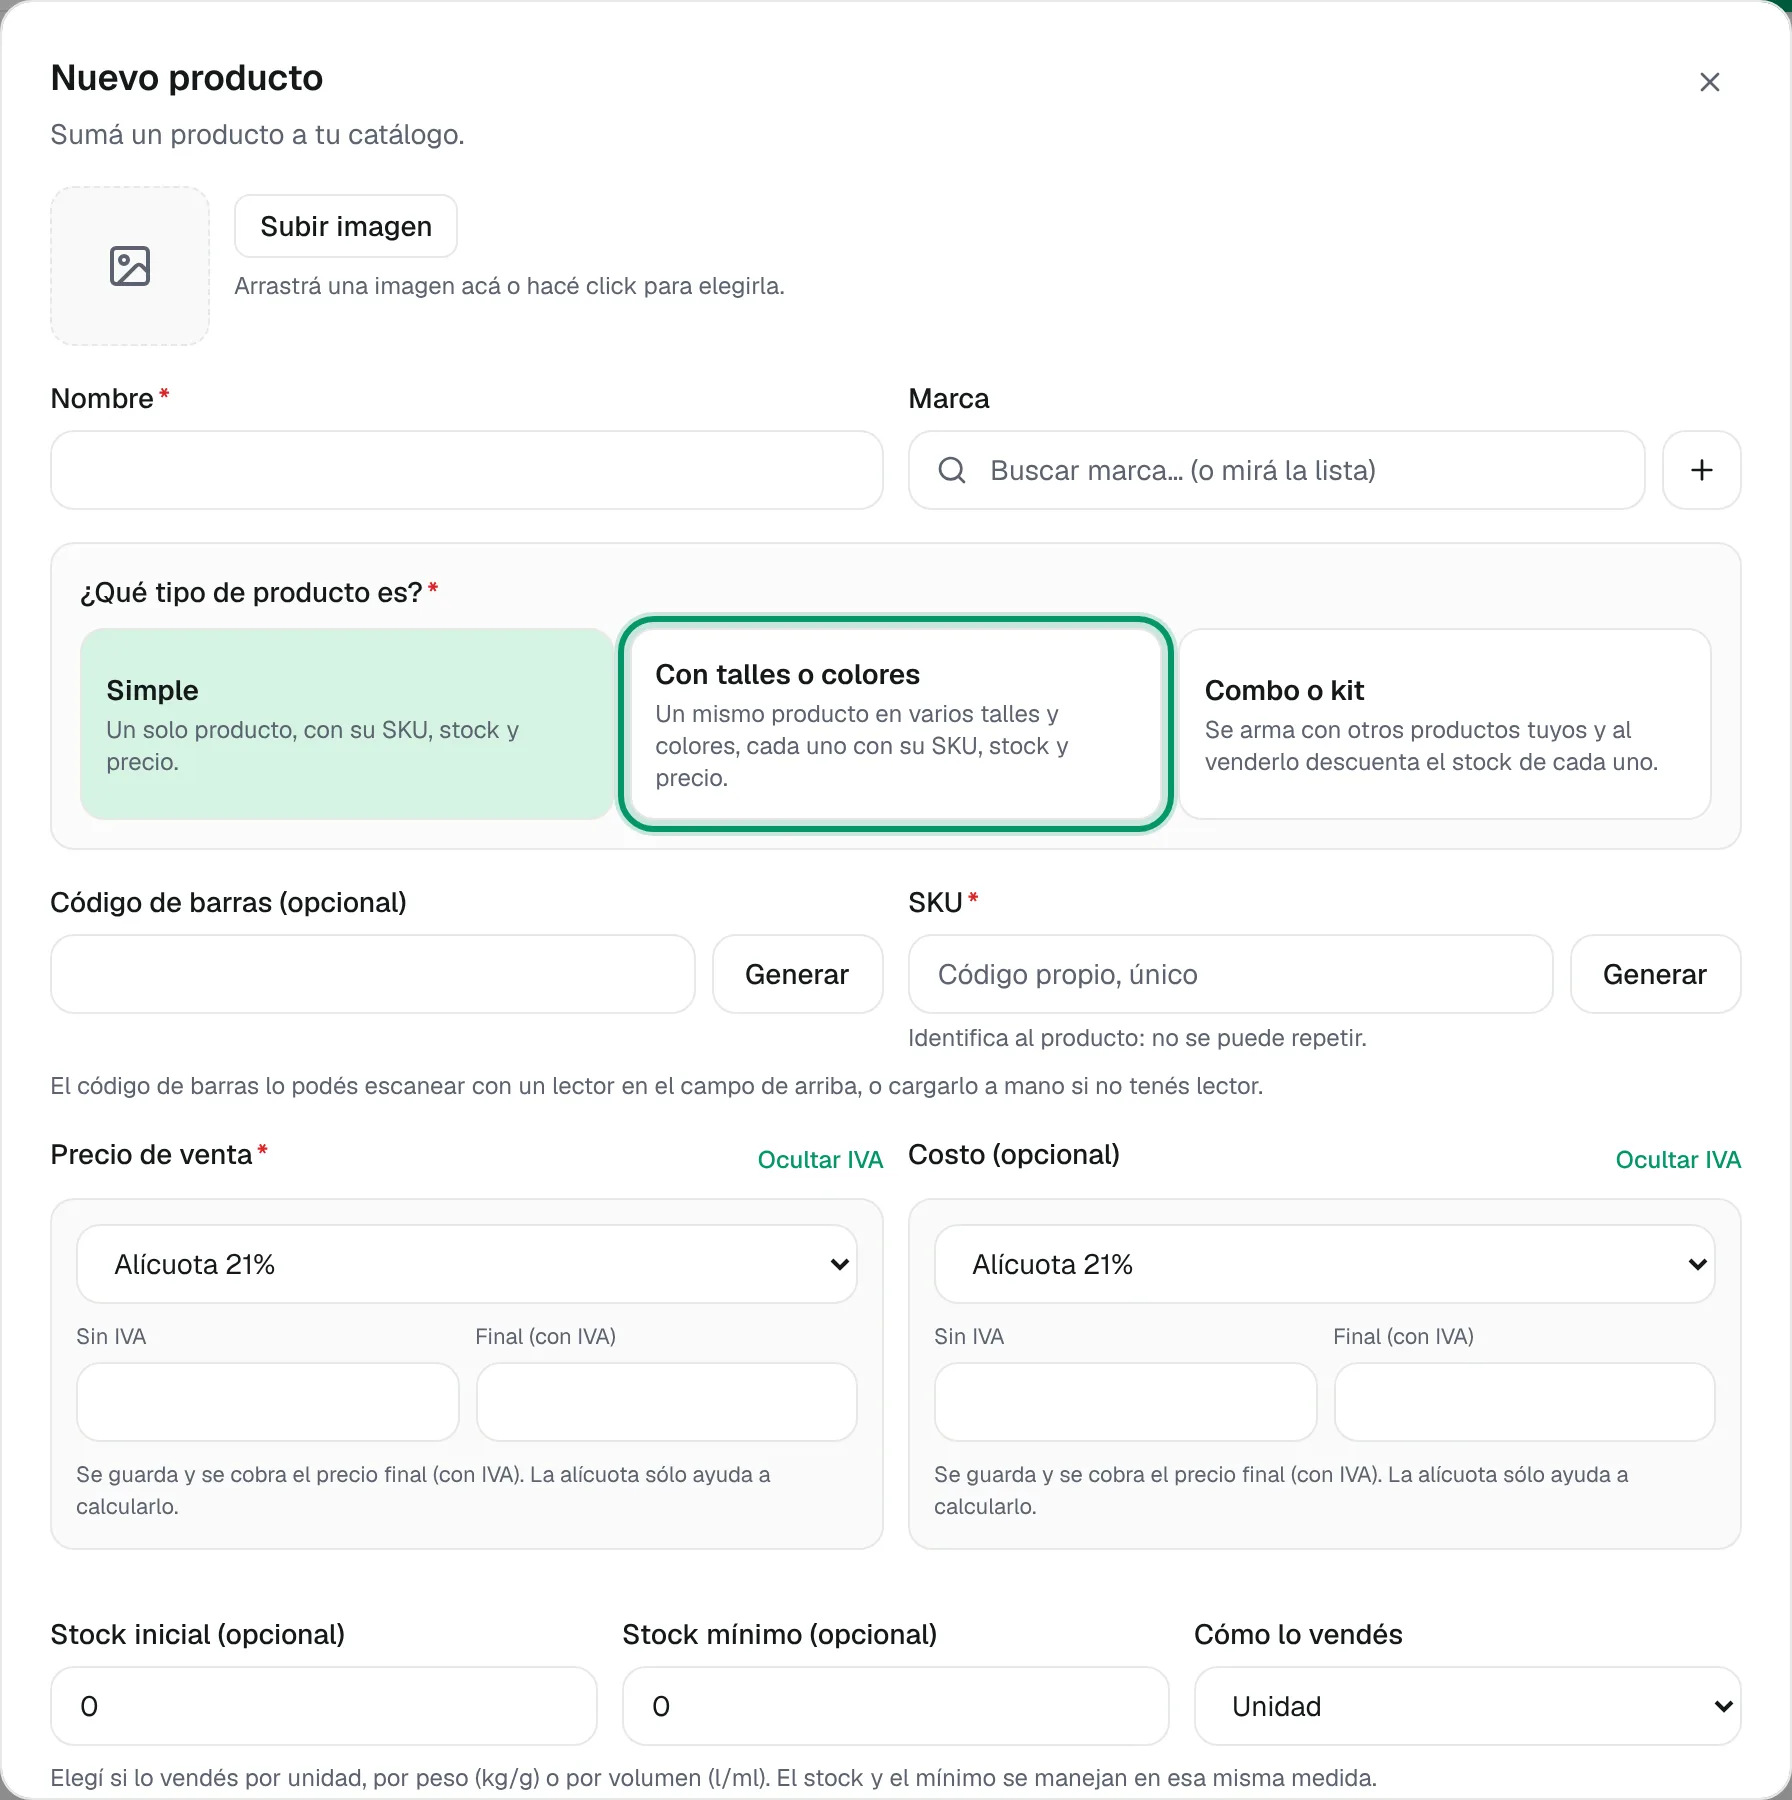 Nuevo producto
Sumá un producto a tu catálogo.
Subir imagen
Arrastrá una imagen acá o hacé click para elegirla.
Nombre*
Marca
Buscar marca... (o mirá la lista)
+
¿Qué tipo de producto es?*
Simple
Un solo producto, con su SKU, stock y
precio.
Con talles o colores
Un mismo producto en varios talles y
colores, cada uno con su SKU, stock y
precio.
Combo o kit
Se arma con otros productos tuyos y al
venderlo descuenta el stock de cada uno.
Código de barras (opcional)
Generar
SKU*
Código propio, único
Generar
Identifica al producto: no se puede repetir.
El código de barras lo podés escanear con un lector en el campo de arriba, o cargarlo a mano si no tenés lector.
Precio de venta*
Ocultar IVA
Alícuota 21%
Sin IVA
Final (con IVA)
Se guarda y se cobra el precio final (con IVA). La alícuota sólo ayuda a
calcularlo.
Costo (opcional)
Ocultar IVA
Alícuota 21%
Sin IVA
Final (con IVA)
Se guarda y se cobra el precio final (con IVA). La alícuota sólo ayuda a
calcularlo.
Stock inicial (opcional)
0
Stock mínimo (opcional)
0
Cómo lo vendés
Unidad
Elegí si lo vendés por unidad, por peso (kg/g) o por volumen (l/ml). El stock y el mínimo se manejan en esa misma medida.